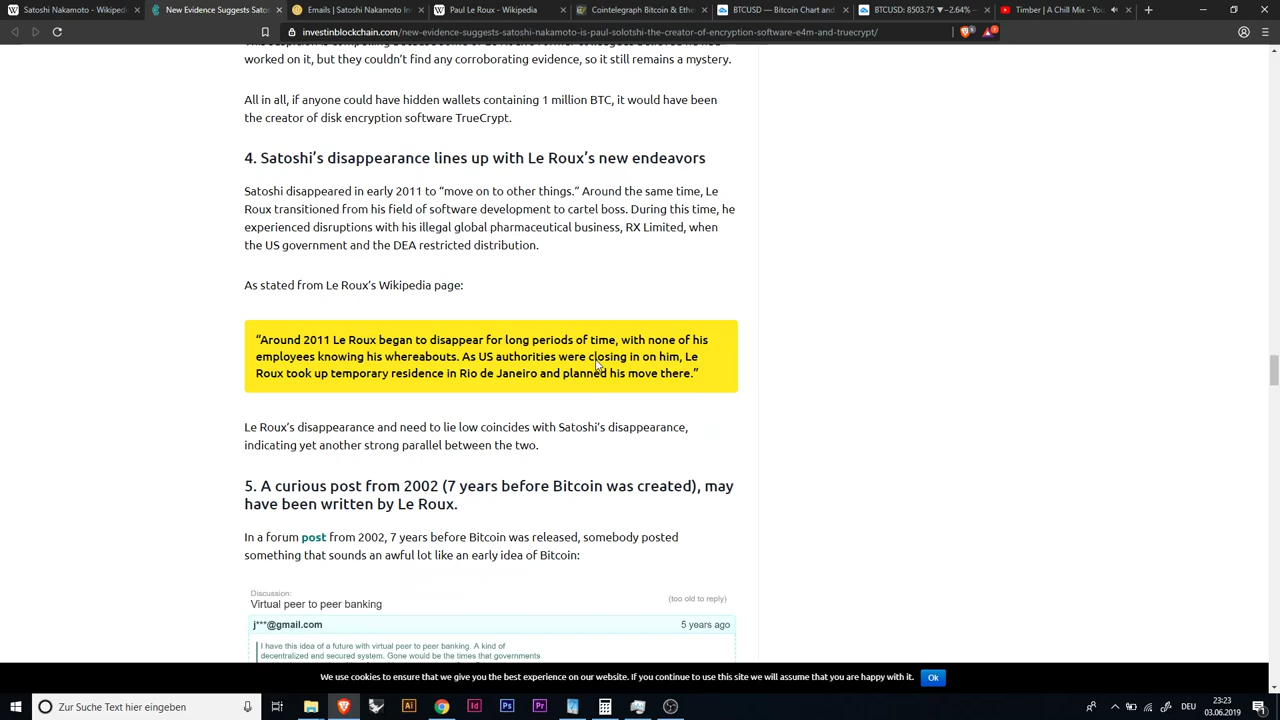 Satoshi Nakamoto - Wikipedia
New Evidence Suggests Satos
Emails | Satoshi Nakamoto In
Paul Le Roux - Wikipedia
Cointelegraph Bitcoin & Ethe
BTCUSD — Bitcoin Chart and
BTCUSD: 8503.75 ▼ −2.64% –
Timber | A Chill Mix - You
investinblockchain.com/new-evidence-suggests-satoshi-nakamoto-is-paul-solotshi-the-creator-of-encryption-software-e4m-and-truecrypt/
worked on it, but they couldn’t find any corroborating evidence, so it still remains a mystery.
All in all, if anyone could have hidden wallets containing 1 million BTC, it would have been
the creator of disk encryption software TrueCrypt.
4. Satoshi’s disappearance lines up with Le Roux’s new endeavors
Satoshi disappeared in early 2011 to “move on to other things.” Around the same time, Le
Roux transitioned from his field of software development to cartel boss. During this time, he
experienced disruptions with his illegal global pharmaceutical business, RX Limited, when
the US government and the DEA restricted distribution.
As stated from Le Roux’s Wikipedia page:
“Around 2011 Le Roux began to disappear for long periods of time, with none of his
employees knowing his whereabouts. As US authorities were closing in on him, Le
Roux took up temporary residence in Rio de Janeiro and planned his move there.”
Le Roux’s disappearance and need to lie low coincides with Satoshi’s disappearance,
indicating yet another strong parallel between the two.
5. A curious post from 2002 (7 years before Bitcoin was created), may
have been written by Le Roux.
In a forum post from 2002, 7 years before Bitcoin was released, somebody posted
something that sounds an awful lot like an early idea of Bitcoin:
Discussion:
Virtual peer to peer banking
(too old to reply)
j***@gmail.com
5 years ago
I have this idea of a future with virtual peer to peer banking. A kind of
decentralized and secured system. Gone would be the times that governments
We use cookies to ensure that we give you the best experience on our website. If you continue to use this site we will assume that you are happy with it.
Ok
Zur Suche Text hier eingeben
Ai
Id
Ps
Pr
DEU
23:23
03.06.2019